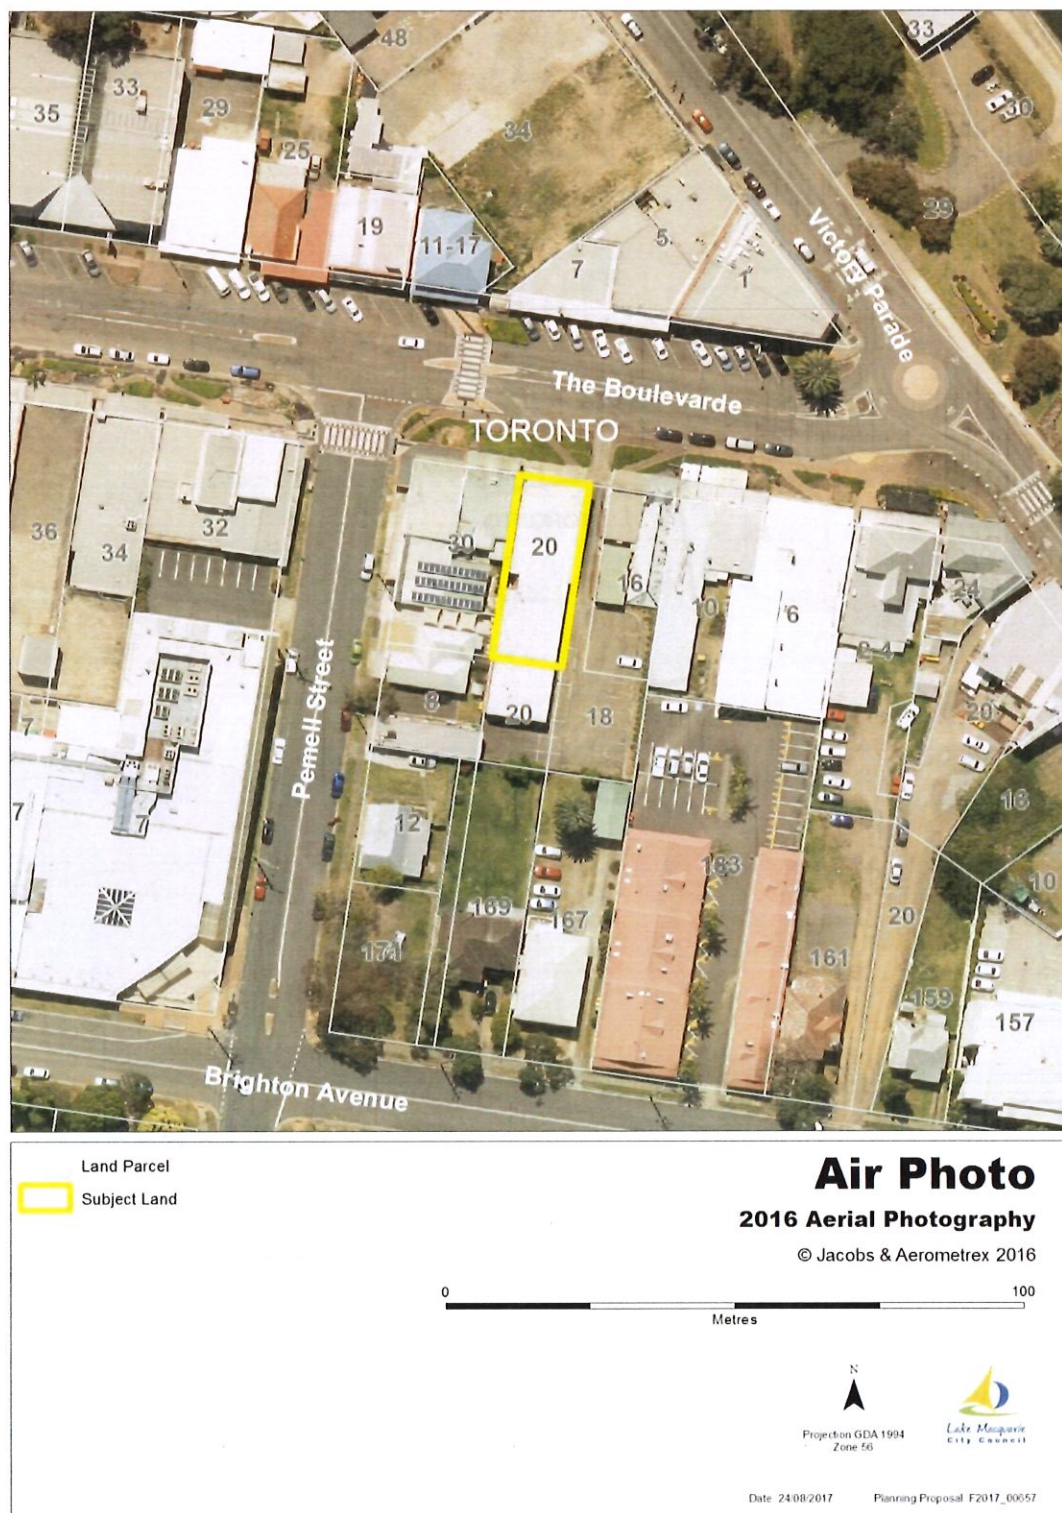 48
33
33
35
29
34
30
25
29
19
11-17
5
7
1
Victory Parade
The Boulevarde
TORONTO
36
34
32
30
20
16
10
6
2-4
24
Pemell Street
7
8
20
18
20
7
7
12
16
183
10
169
167
171
161
20
159
157
Brighton Avenue
Land Parcel
Subject Land
Air Photo
2016 Aerial Photography
© Jacobs & Aerometrex 2016
0 100
Metres
N
Projection GDA 1994
Zone 56
Lake Macquarie
City Council
Date 24/08/2017 Planning Proposal F2017_00657